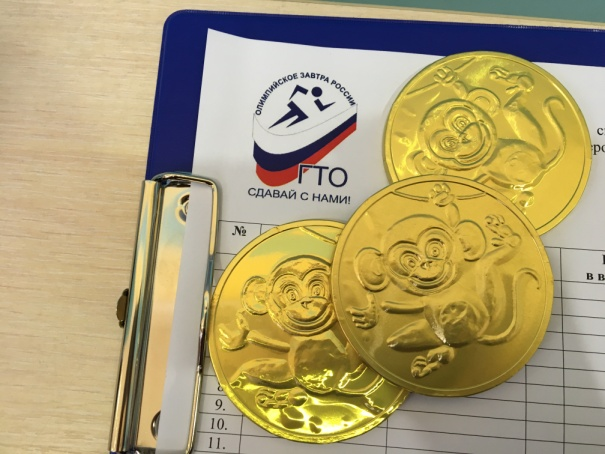 ОЛИМПИЙСКОЕ ЗАВТРА РОССИИ
ГТО
СДАВАЙ С НАМИ!
№
в в
9.
10.
11.